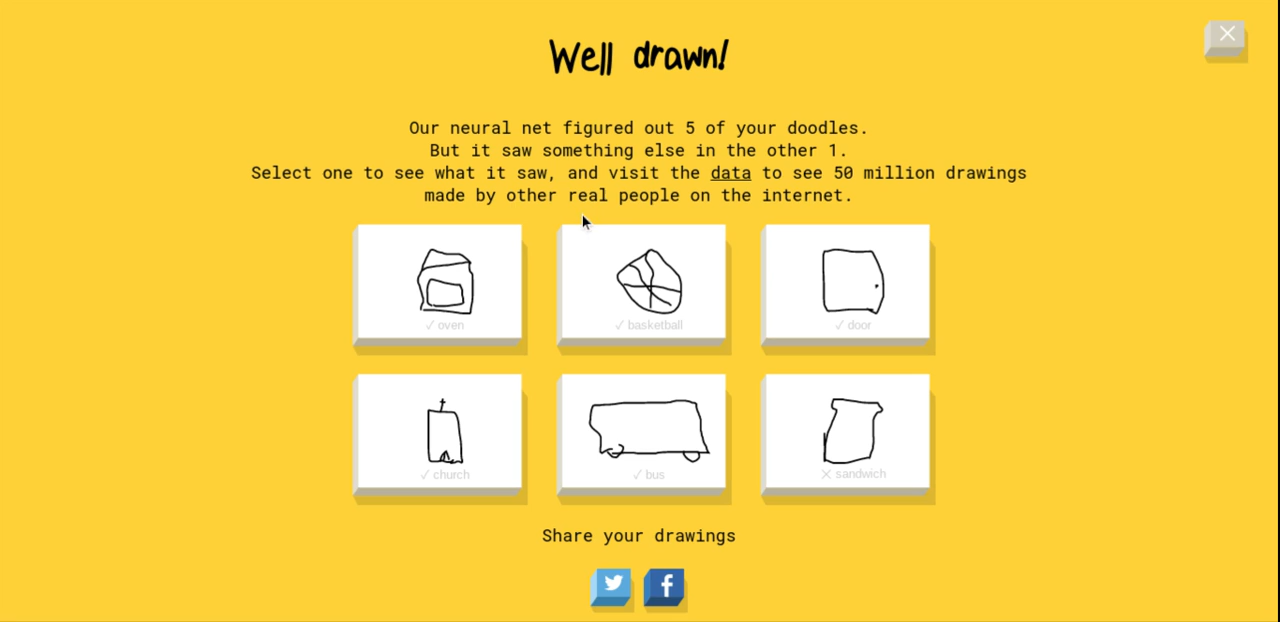 Well drawn!
Our neural net figured out 5 of your doodles.
But it saw something else in the other 1.
Select one to see what it saw, and visit the data to see 50 million drawings
made by other real people on the internet.
✓ oven
✓ basketball
✓ door
✓ church
✓ bus
✕ sandwich
Share your drawings